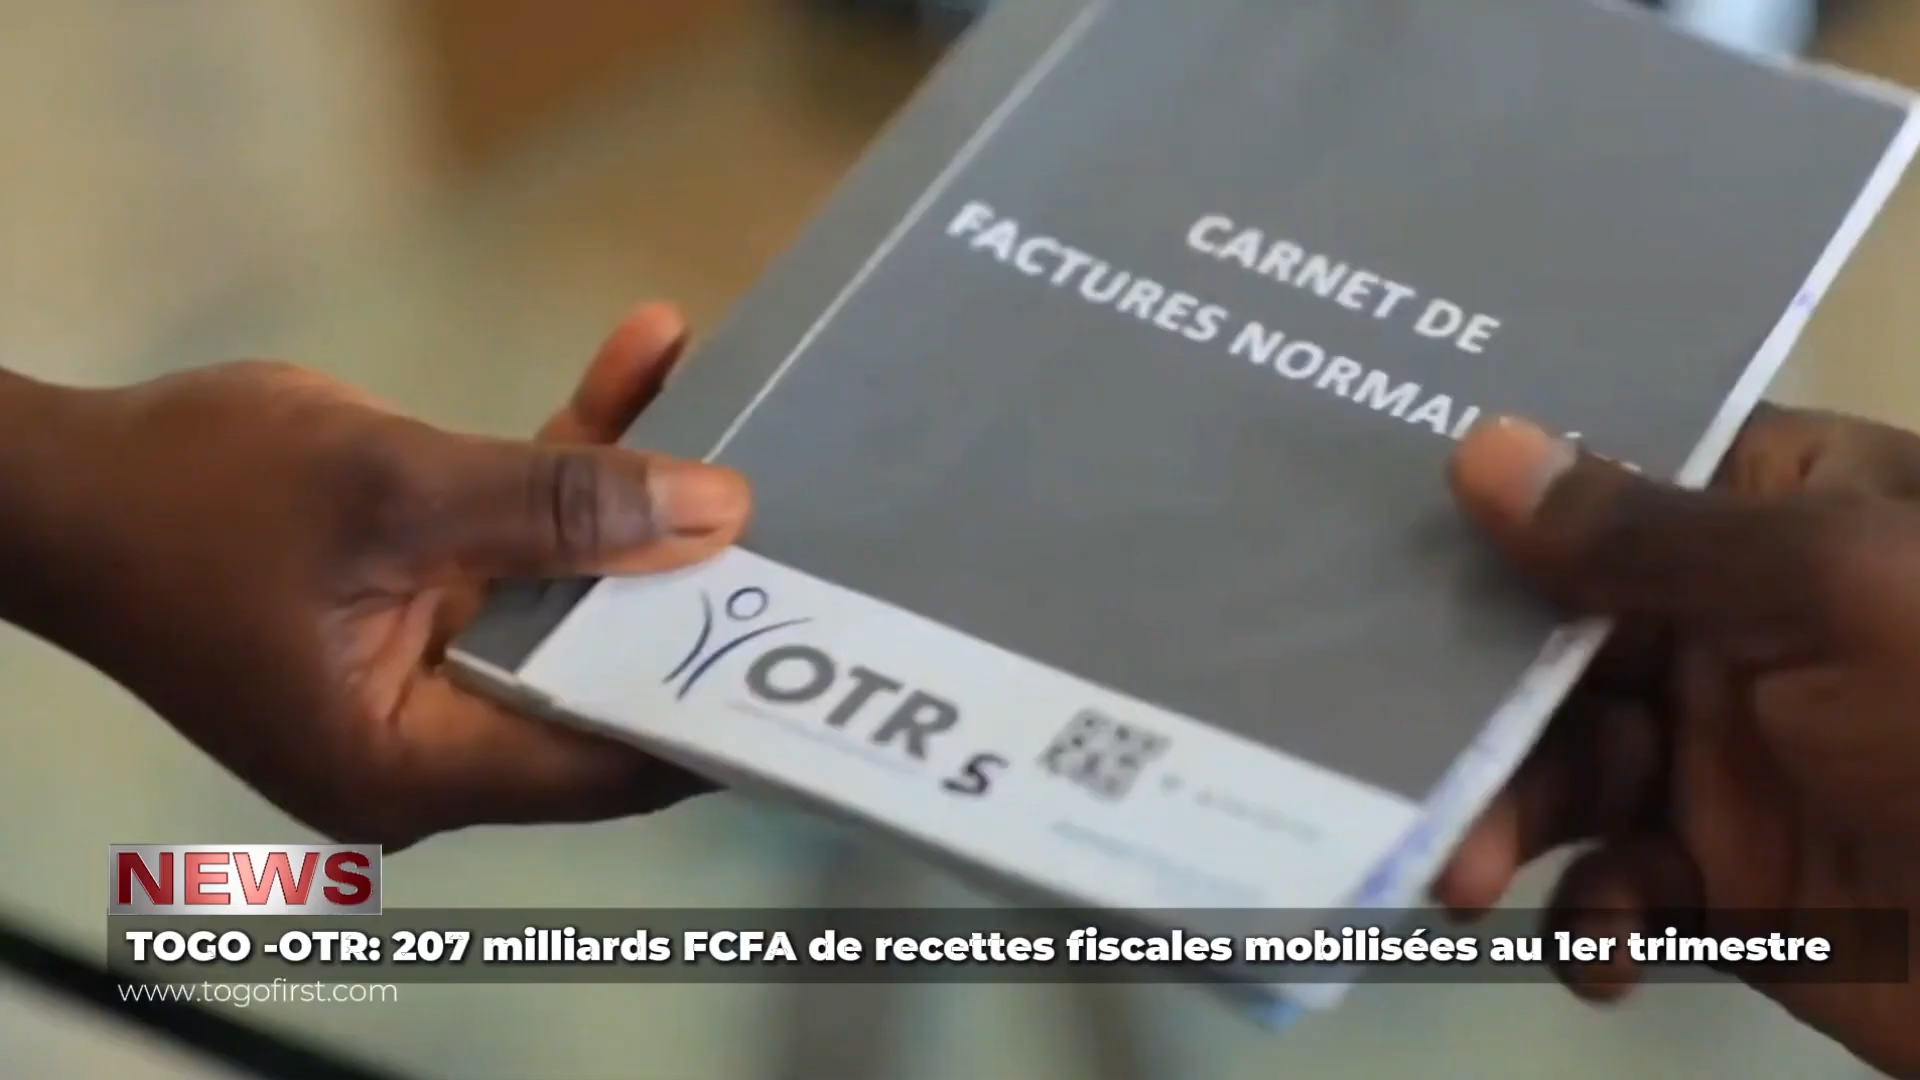 CARNET DE
FACTURES NORMAL
OTR
5
NEWS
TOGO -OTR: 207 milliards FCFA de recettes fiscales mobilisées au 1er trimestre
www.togofirst.com